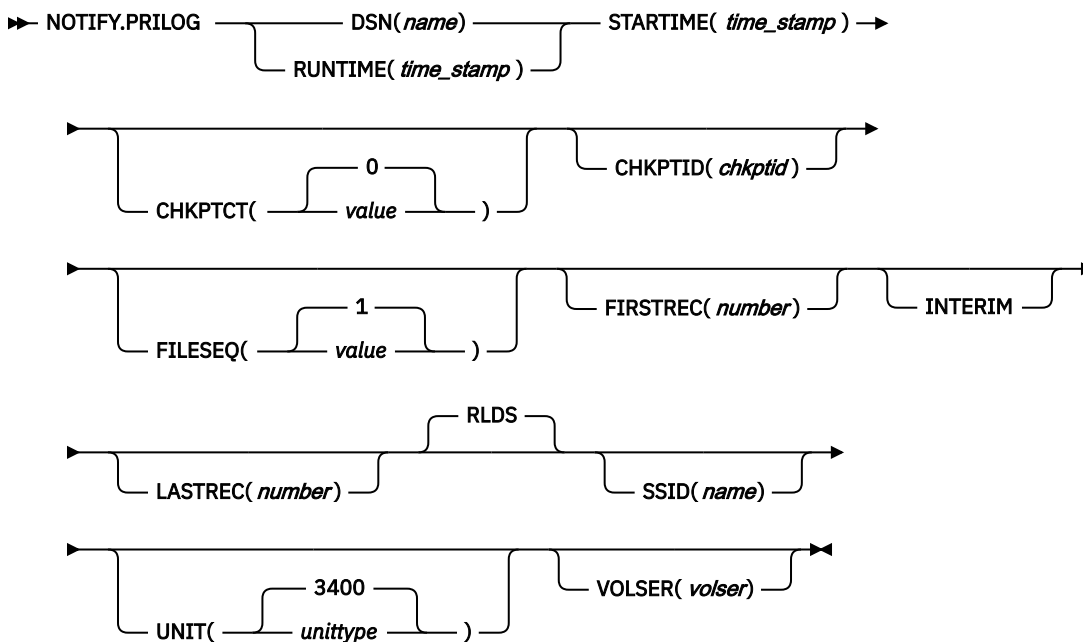 NOTIFY.PRILOG DSN(name) STARTIME( time_stamp )
RUNTIME( time_stamp )
CHKPTID( chkptid )
0
CHKPTCT( value )
FIRSTREC( number ) INTERIM
1
FILESEQ( value )
RLDS
LASTREC( number ) SSID( name )
VOLSER( volser )
3400
UNIT( unittype )